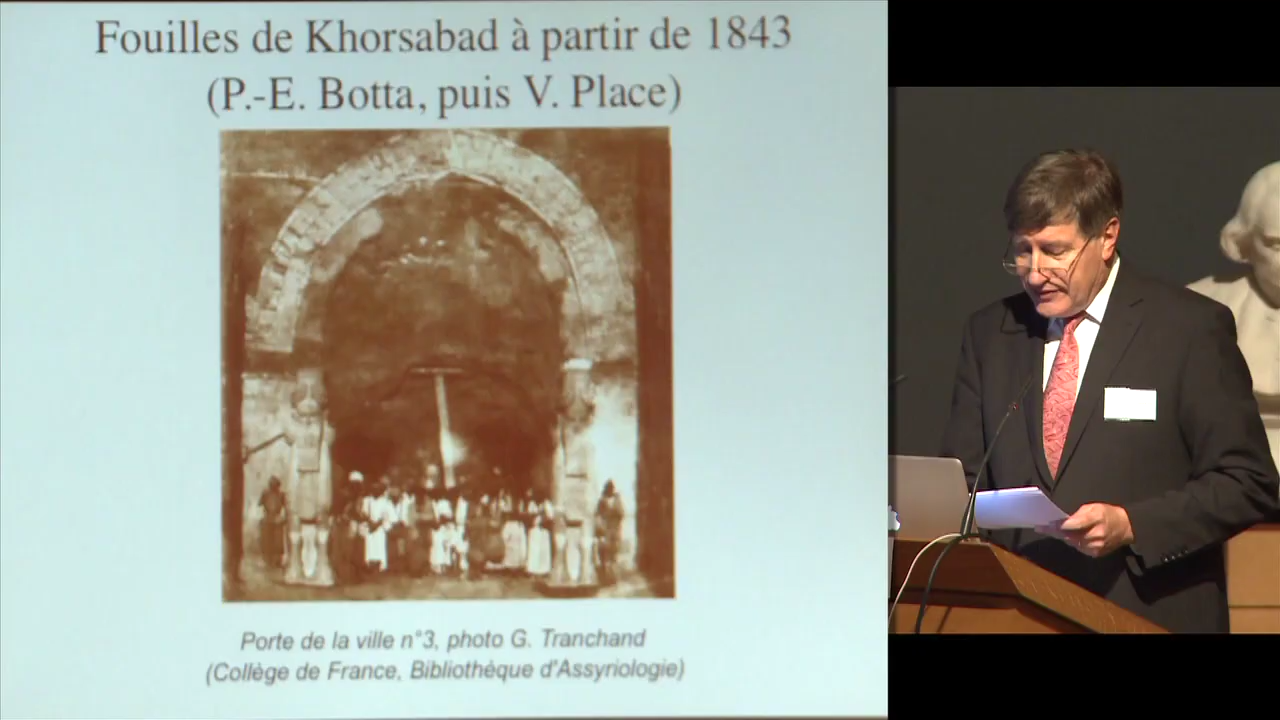 Fouilles de Khorsabad à partir de 1843
(P.-E. Botta, puis V. Place)
Porte de la ville n°3, photo G. Tranchand
(Collège de France, Bibliothèque d'Assyriologie)